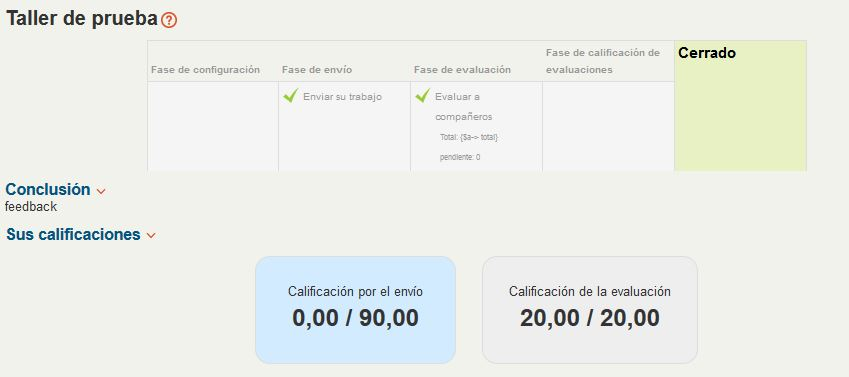 Taller de prueba ?
Fase de configuración
Fase de envío
Enviar su trabajo
Fase de evaluación
Evaluar a
compañeros
Total: {$a-> total}
pendiente: 0
Fase de calificación de
evaluaciones
Cerrado
Conclusión
feedback
Sus calificaciones
Calificación por el envío
0,00 / 90,00
Calificación de la evaluación
20,00 / 20,00